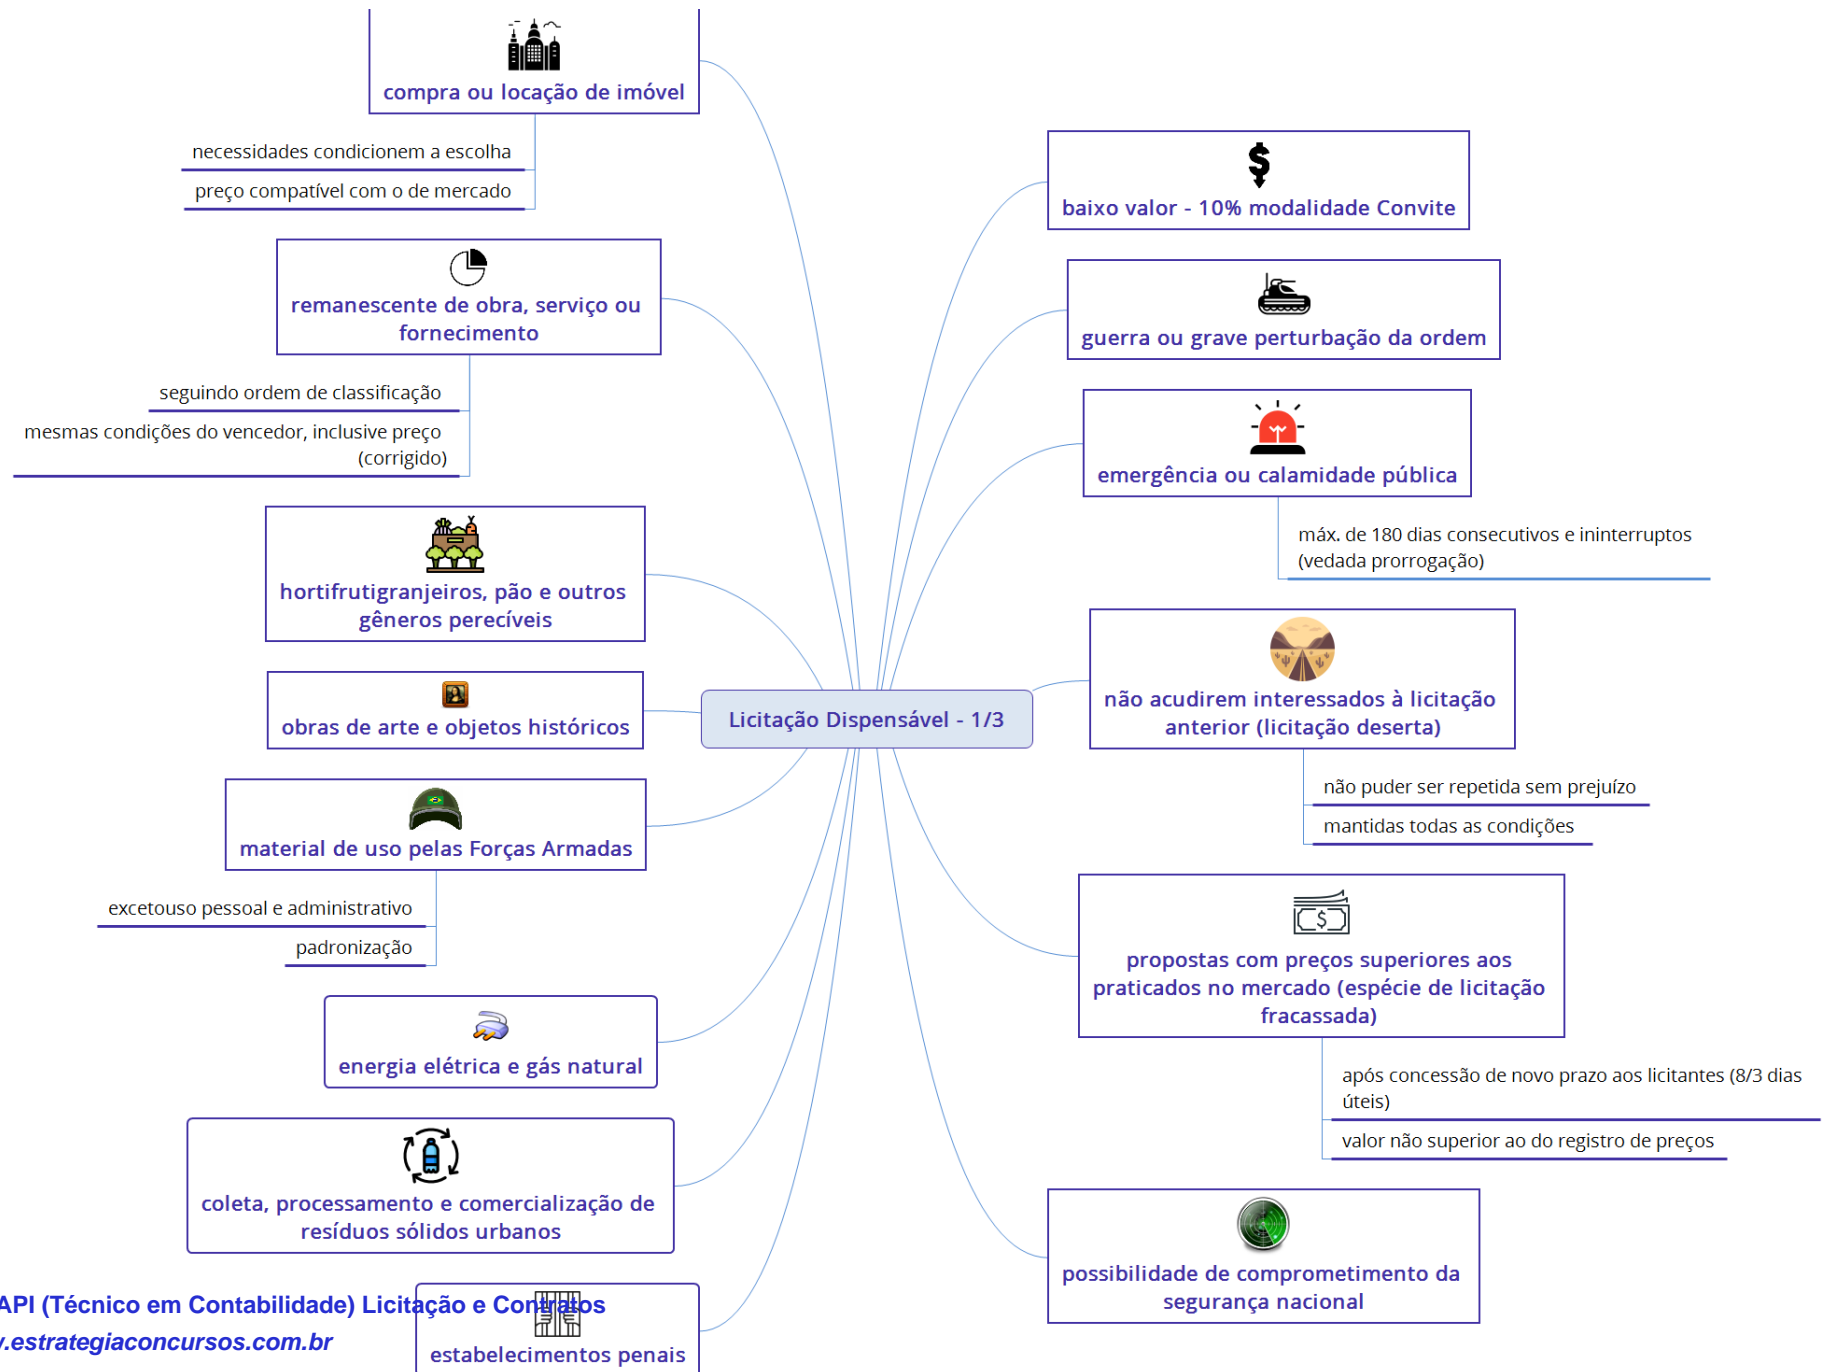 compra ou locação de imóvel
necessidades condicionem a escolha
preço compatível com o de mercado
remanescente de obra, serviço ou
fornecimento
seguindo ordem de classificação
mesmas condições do vencedor, inclusive preço
(corrigido)
hortifrutigranjeiros, pão e outros
gêneros perecíveis
obras de arte e objetos históricos
material de uso pelas Forças Armadas
excetouso pessoal e administrativo
padronização
energia elétrica e gás natural
coleta, processamento e comercialização de
resíduos sólidos urbanos
estabelecimentos penais
Licitação Dispensável - 1/3
baixo valor - 10% modalidade Convite
guerra ou grave perturbação da ordem
emergência ou calamidade pública
máx. de 180 dias consecutivos e ininterruptos
(vedada prorrogação)
não acudirem interessados à licitação
anterior (licitação deserta)
não puder ser repetida sem prejuízo
mantidas todas as condições
propostas com preços superiores aos
praticados no mercado (espécie de licitação
fracassada)
após concessão de novo prazo aos licitantes (8/3 dias
úteis)
valor não superior ao do registro de preços
possibilidade de comprometimento da
segurança nacional
API (Técnico em Contabilidade) Licitação e Contratos
.estrategiaconcursos.com.br